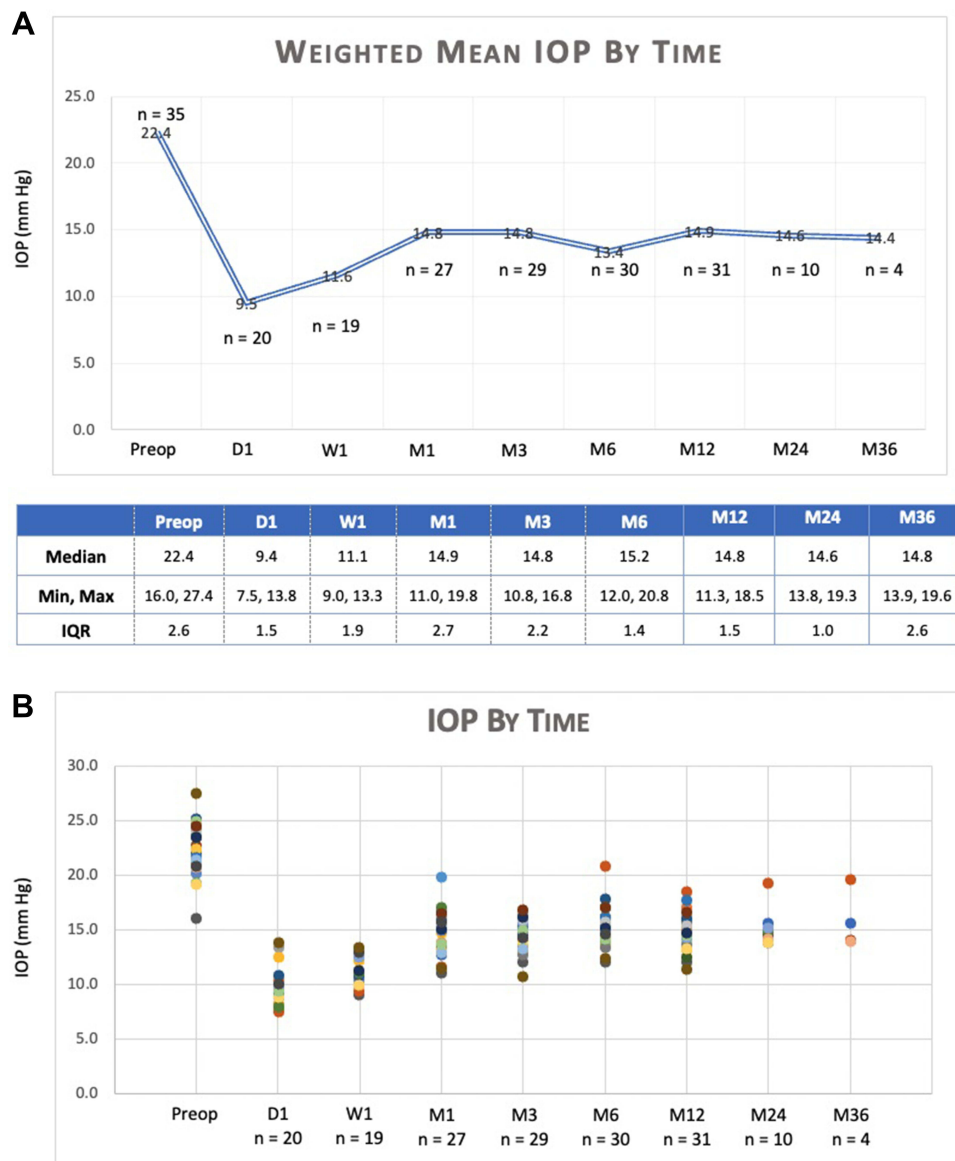 A
WEIGHTED MEAN IOP BY TIME
IOP (mm Hg)
25.0
20.0
15.0
10.0
5.0
0.0
n = 35
22.4
9.5
n = 20
11.6
n = 19
14.8
n = 27
14.8
n = 29
13.4
n = 30
14.9
n = 31
14.6
n = 10
14.4
n = 4
Preop D1 W1 M1 M3 M6 M12 M24 M36
Preop D1 W1 M1 M3 M6 M12 M24 M36
Median 22.4 9.4 11.1 14.9 14.8 15.2 14.8 14.6 14.8
Min, Max 16.0, 27.4 7.5, 13.8 9.0, 13.3 11.0, 19.8 10.8, 16.8 12.0, 20.8 11.3, 18.5 13.8, 19.3 13.9, 19.6
IQR 2.6 1.5 1.9 2.7 2.2 1.4 1.5 1.0 2.6
B
IOP BY TIME
IOP (mm Hg)
30.0
25.0
20.0
15.0
10.0
5.0
0.0
Preop D1 W1 M1 M3 M6 M12 M24 M36
n = 20 n = 19 n = 27 n = 29 n = 30 n = 31 n = 10 n = 4